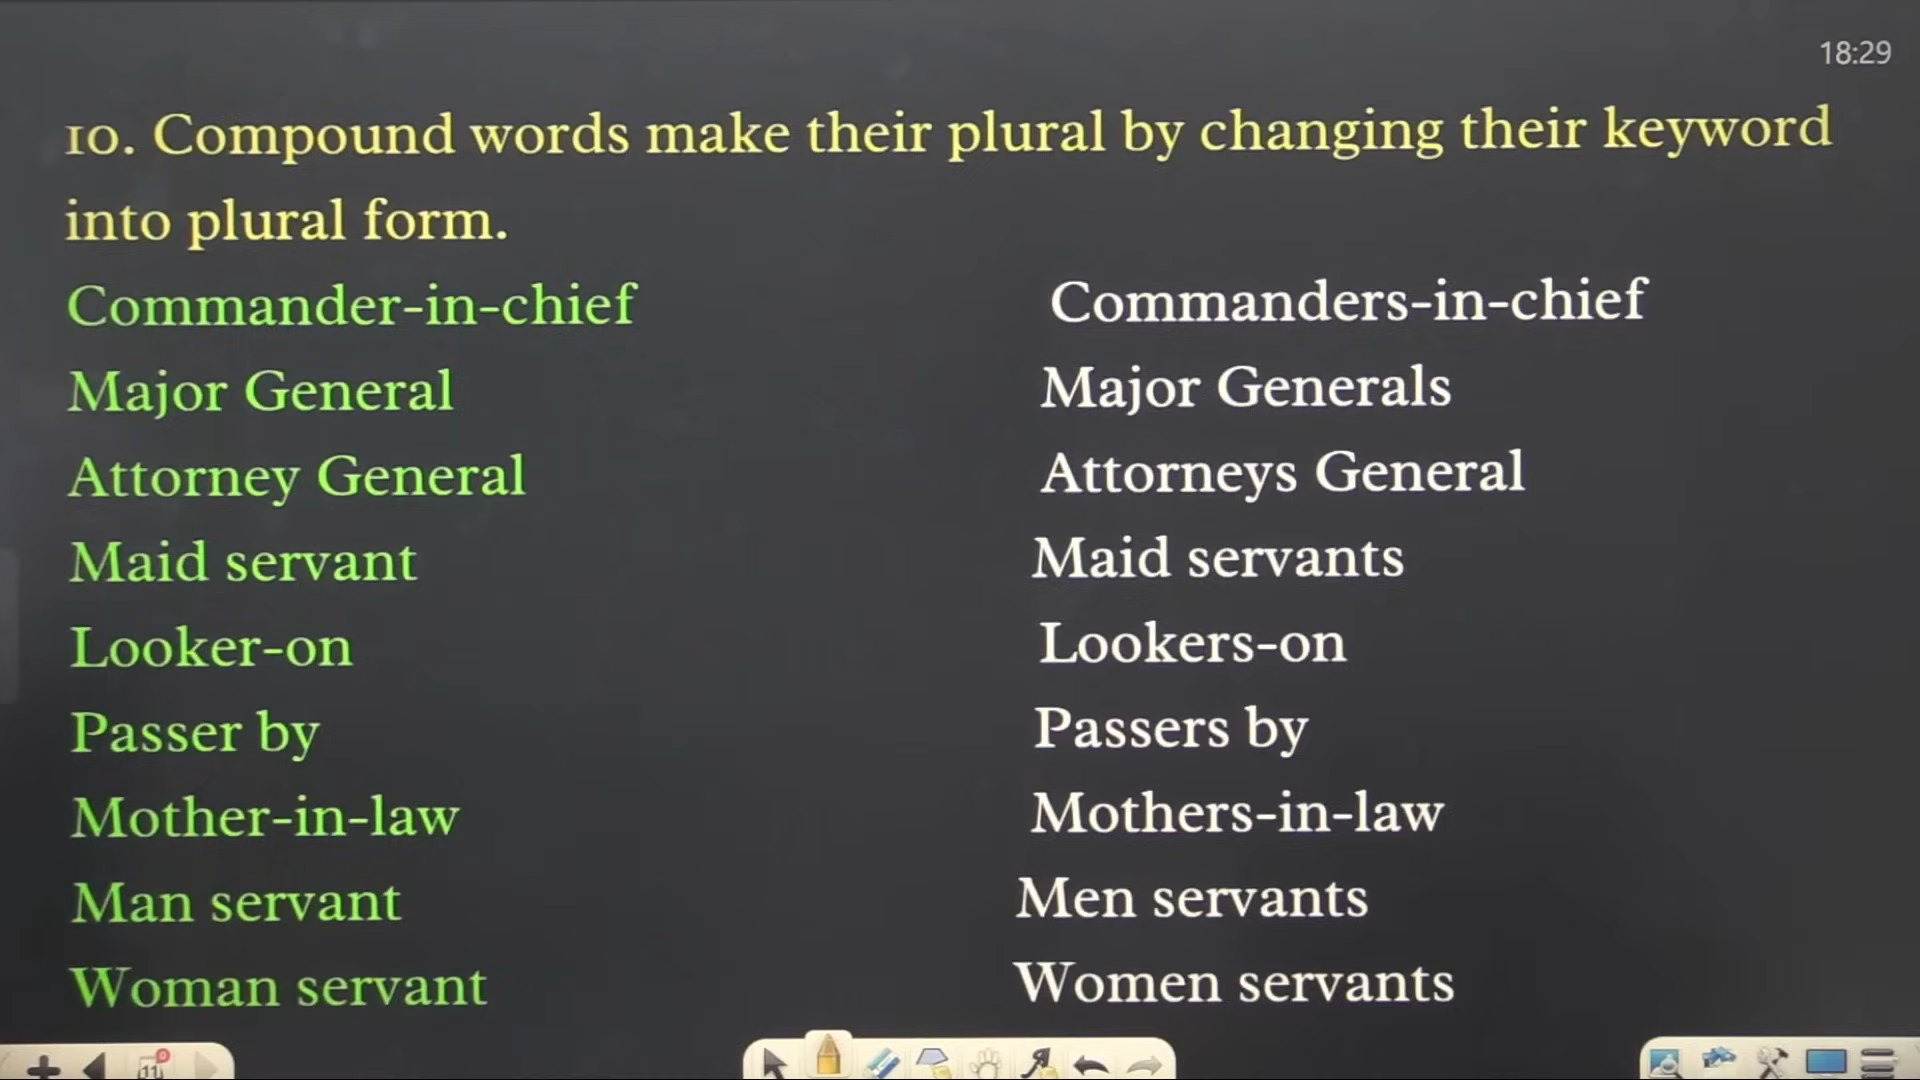 18:29
10. Compound words make their plural by changing their keyword
into plural form.
Commander-in-chief Commanders-in-chief
Major General Major Generals
Attorney General Attorneys General
Maid servant Maid servants
Looker-on Lookers-on
Passer by Passers by
Mother-in-law Mothers-in-law
Man servant Men servants
Woman servant Women servants
0
11